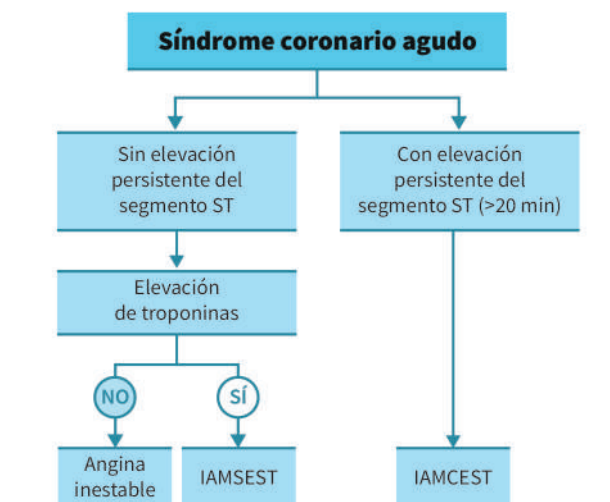 Síndrome coronario agudo
Sin elevación
persistente del
segmento ST
Con elevación
persistente del
segmento ST (>20 min)
Elevación
de troponinas
NO
SÍ
Angina
inestable
IAMSEST
IAMCEST